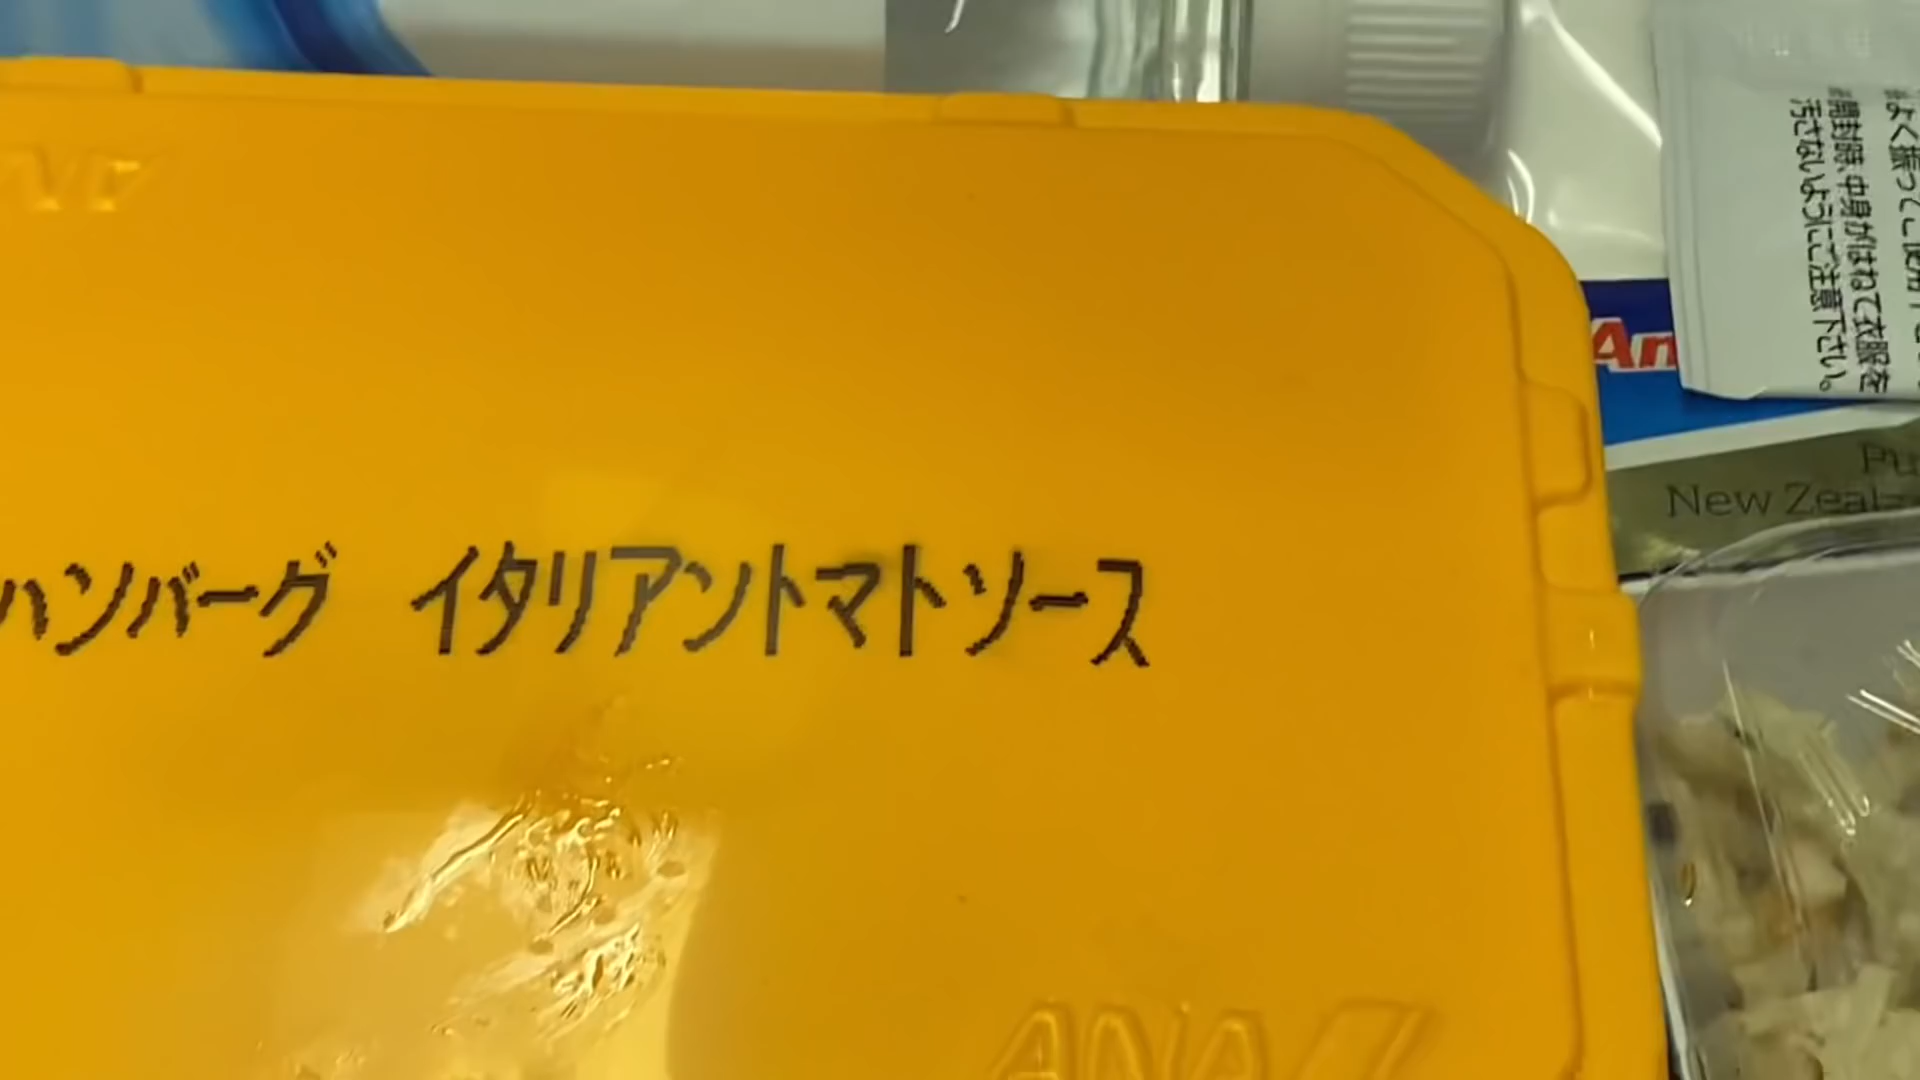 ハンバーグ イタリアントマトソース
ANA
An
New Zeal
開封時、中身がはねて衣服を
汚さないようにご注意下さい。